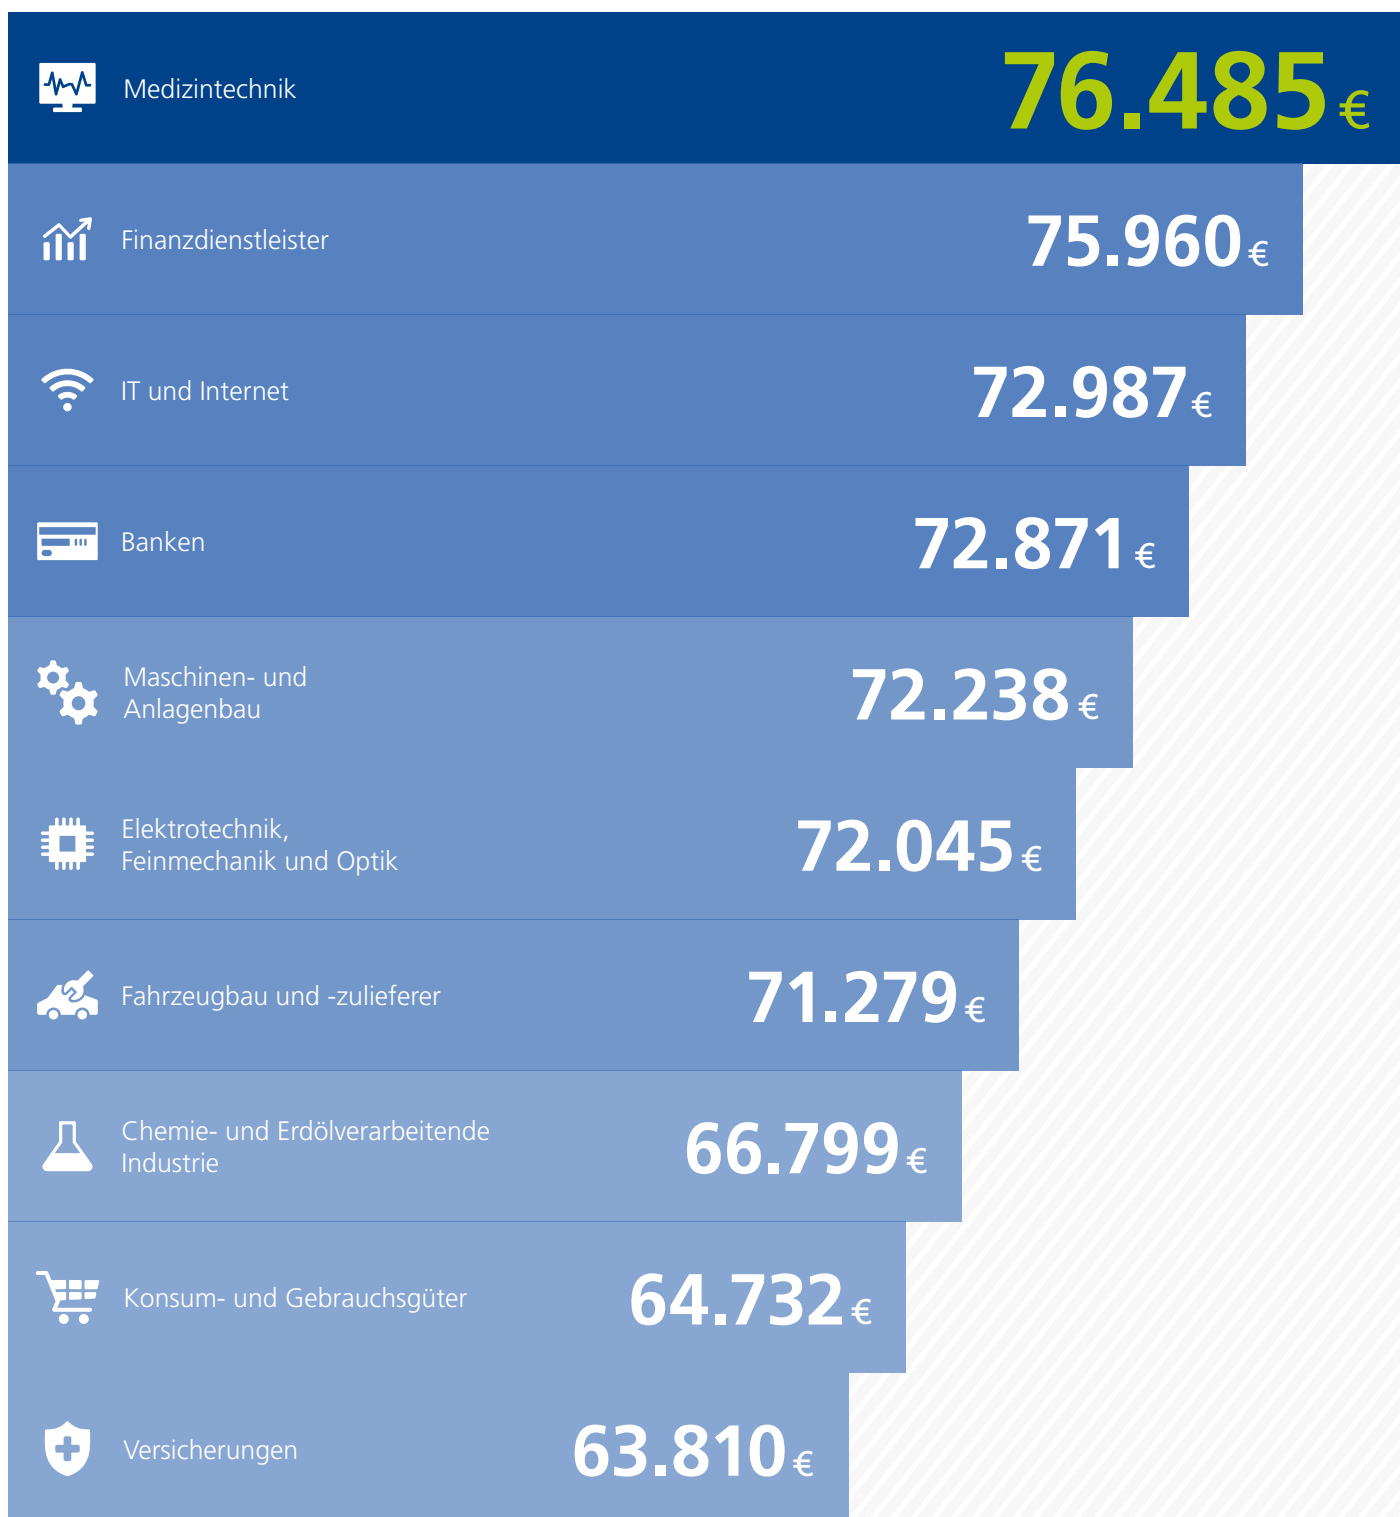 Medizintechnik
76.485 €
Finanzdienstleister
75.960 €
IT und Internet
72.987 €
Banken
72.871 €
Maschinen- und
Anlagenbau
72.238 €
Elektrotechnik,
Feinmechanik und Optik
72.045 €
Fahrzeugbau und -zulieferer
71.279 €
Chemie- und Erdölverarbeitende
Industrie
66.799 €
Konsum- und Gebrauchsgüter
64.732 €
Versicherungen
63.810 €